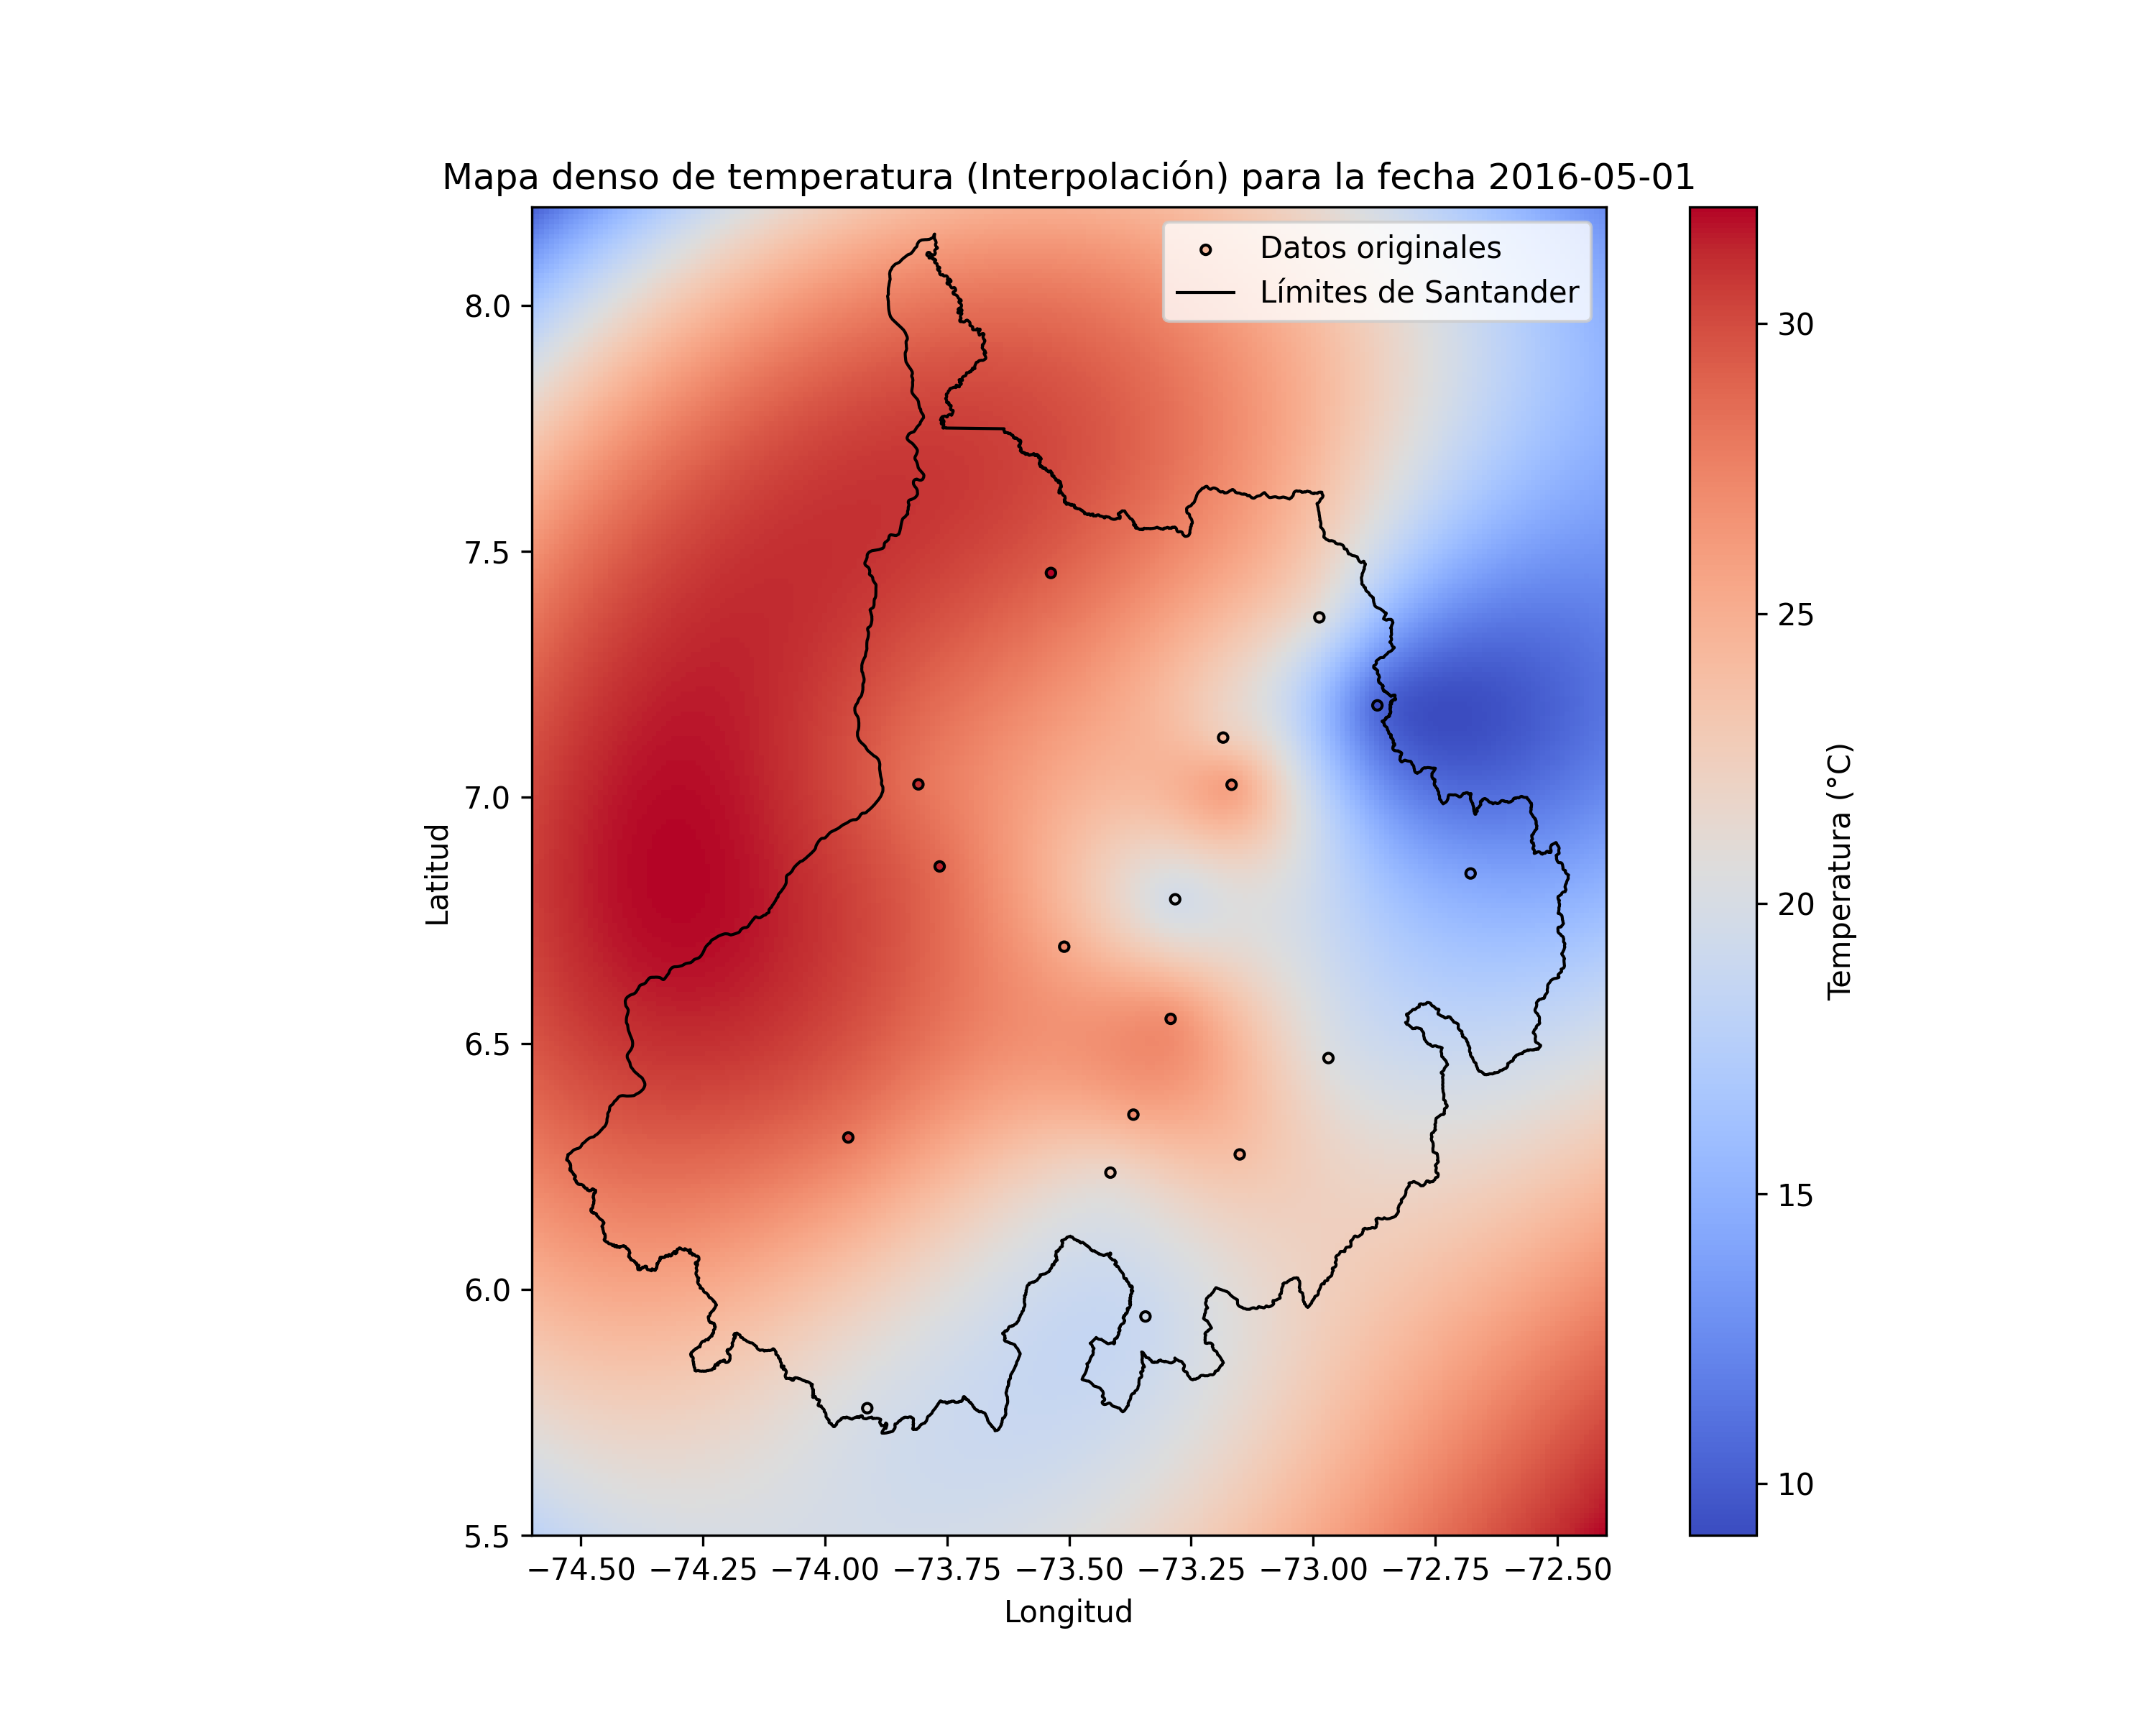 Mapa denso de temperatura (Interpolación) para la fecha 2016-05-01
Datos originales
Límites de Santander
8.0
7.5
7.0
6.5
6.0
5.5
Latitud
−74.50 −74.25 −74.00 −73.75 −73.50 −73.25 −73.00 −72.75 −72.50
Longitud
30
25
20
15
10
Temperatura (°C)